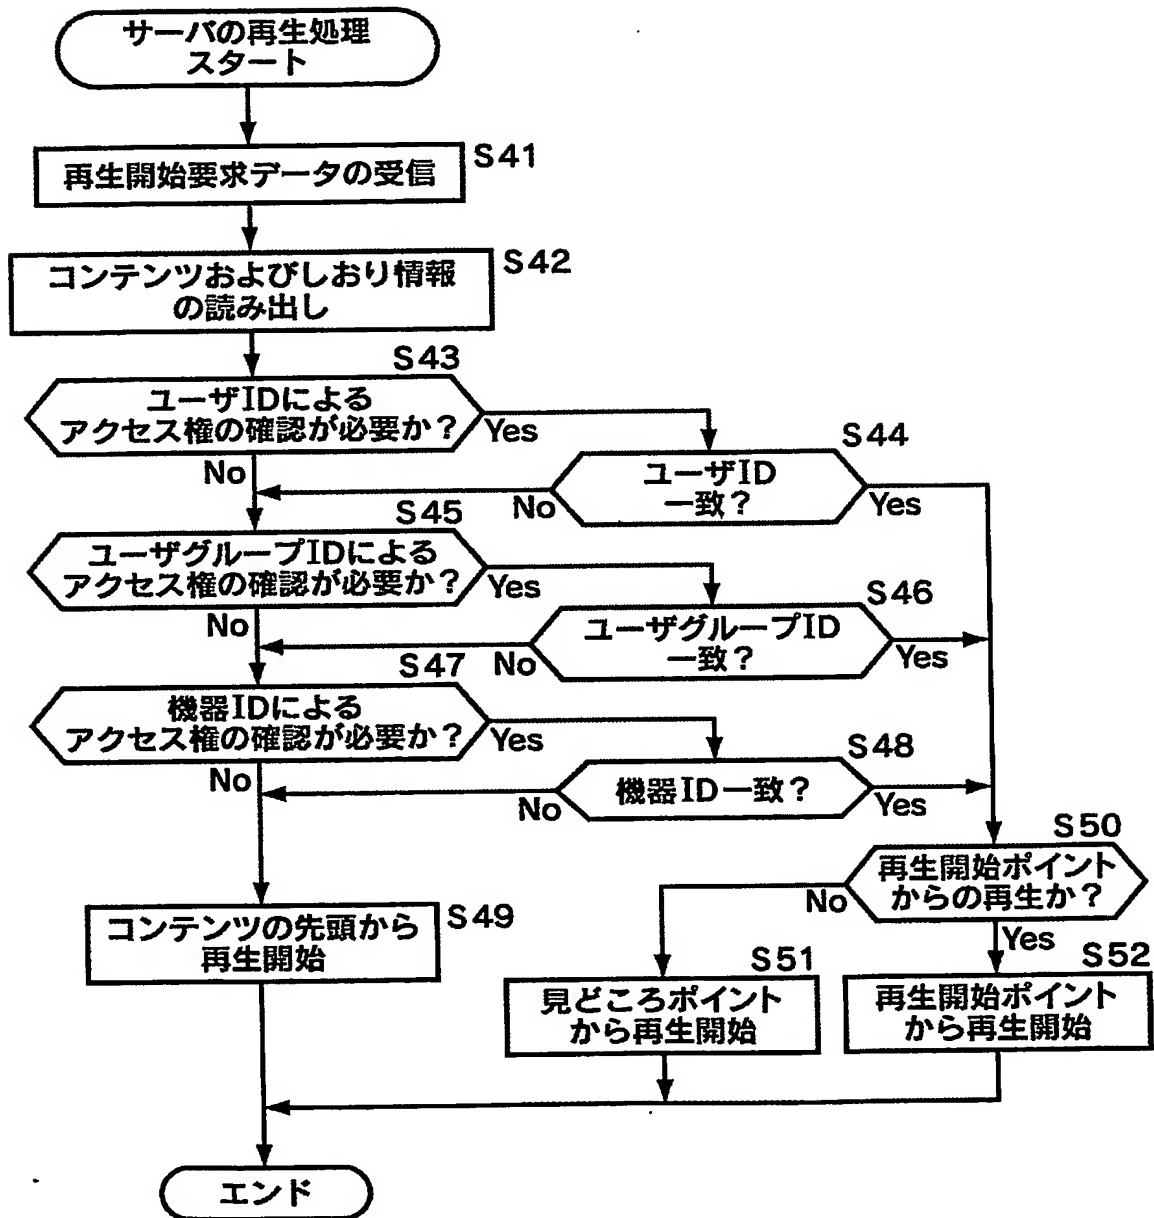 サーバの再生処理
スタート
再生開始要求データの受信
S41
コンテンツおよびしおり情報
の読み出し
S42
S43
ユーザIDによる
アクセス権の確認が必要か?
Yes
No
S44
ユーザID
一致?
No
Yes
S45
ユーザグループIDによる
アクセス権の確認が必要か?
Yes
No
S46
ユーザグループID
一致?
No
Yes
S47
機器IDによる
アクセス権の確認が必要か?
Yes
No
S48
機器ID一致?
No
Yes
S50
再生開始ポイント
からの再生か?
No
Yes
S49
コンテンツの先頭から
再生開始
S51
見どころポイント
から再生開始
S52
再生開始ポイント
から再生開始
エンド